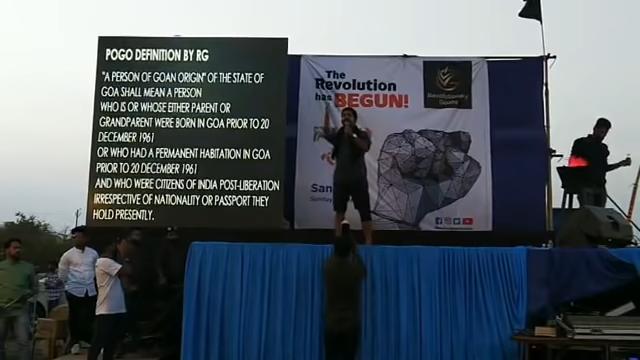 POGO DEFINITION BY RG
"A PERSON OF GOAN ORIGIN" OF THE STATE OF
GOA SHALL MEAN A PERSON
WHO IS OR WHOSE EITHER PARENT OR
GRANDPARENT WERE BORN IN GOA PRIOR TO 20
DECEMBER 1961
OR WHO HAD A PERMANENT HABITATION IN GOA
PRIOR TO 20 DECEMBER 1961
AND WHO WERE CITIZENS OF INDIA POST-LIBERATION
IRRESPECTIVE OF NATIONALITY OR PASSPORT THEY
HOLD PRESENTLY.
The
Revolution
has BEGUN!
Revolutionary
Goans